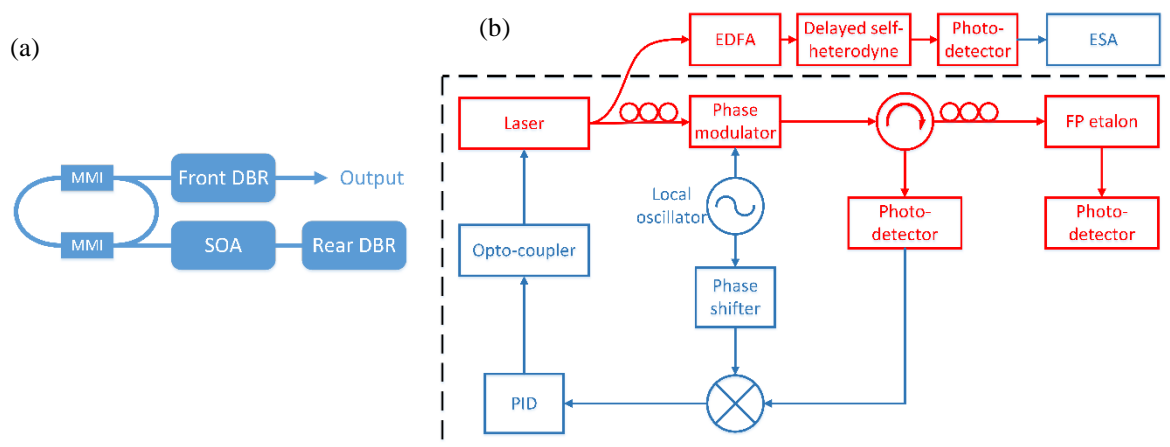 (a)
MMI
Front DBR
Output
MMI
SOA
Rear DBR
(b)
EDFA
Delayed self-
heterodyne
Photo-
detector
ESA
Laser
Phase
modulator
FP etalon
Local
oscillator
Photo-
detector
Photo-
detector
Opto-coupler
Phase
shifter
PID